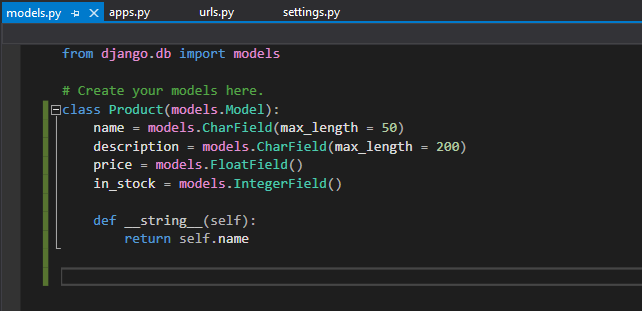 models.py apps.py urls.py settings.py
from django.db import models
# Create your models here.
class Product(models.Model):
name = models.CharField(max_length = 50)
description = models.CharField(max_length = 200)
price = models.FloatField()
in_stock = models.IntegerField()
def __string__(self):
return self.name